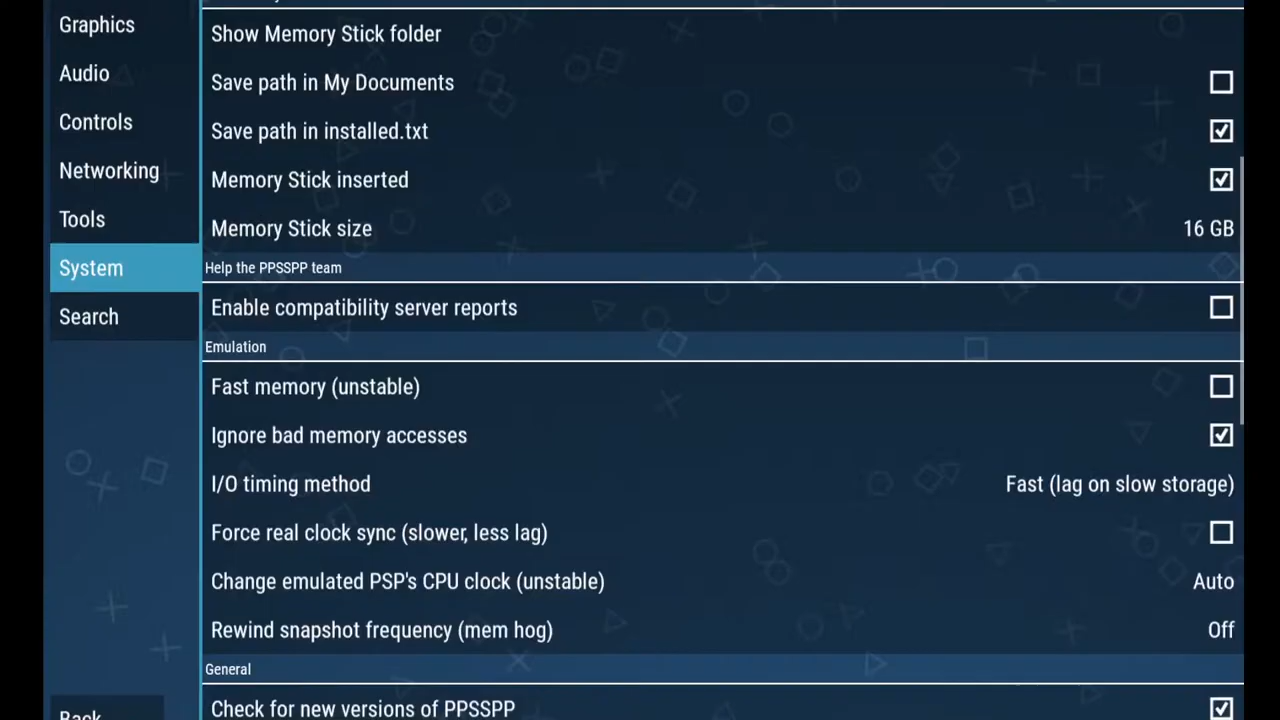 Graphics
Audio
Controls
Networking
Tools
System
Search
Back
Show Memory Stick folder
Save path in My Documents
Save path in installed.txt
Memory Stick inserted
Memory Stick size 16 GB
Help the PPSSPP team
Enable compatibility server reports
Emulation
Fast memory (unstable)
Ignore bad memory accesses
I/O timing method Fast (lag on slow storage)
Force real clock sync (slower, less lag)
Change emulated PSP's CPU clock (unstable) Auto
Rewind snapshot frequency (mem hog) Off
General
Check for new versions of PPSSPP